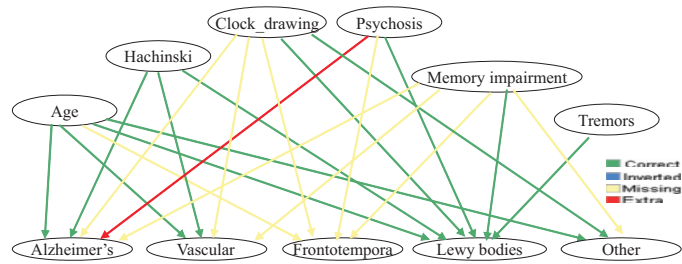 Clock_drawing
Psychosis
Hachinski
Memory impairment
Age
Tremors
Correct
Inverted
Missing
Extra
Alzheimer's
Vascular
Frontotempora
Lewy bodies
Other